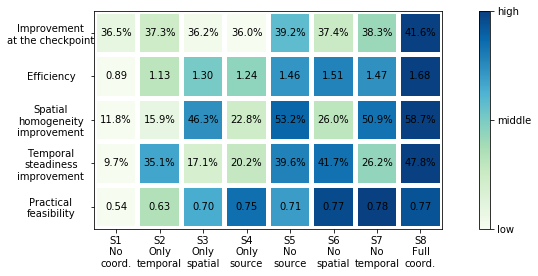 Improvement
at the checkpoint
36.5% 37.3% 36.2% 36.0% 39.2% 37.4% 38.3% 41.6%
Efficiency
0.89 1.13 1.30 1.24 1.46 1.51 1.47 1.68
Spatial
homogeneity
improvement
11.8% 15.9% 46.3% 22.8% 53.2% 26.0% 50.9% 58.7%
Temporal
steadiness
improvement
9.7% 35.1% 17.1% 20.2% 39.6% 41.7% 26.2% 47.8%
Practical
feasibility
0.54 0.63 0.70 0.75 0.71 0.77 0.78 0.77
S1 S2 S3 S4 S5 S6 S7 S8
No Only Only Only No No No Full
coord. temporal spatial source source spatial temporal coord.
high
middle
low